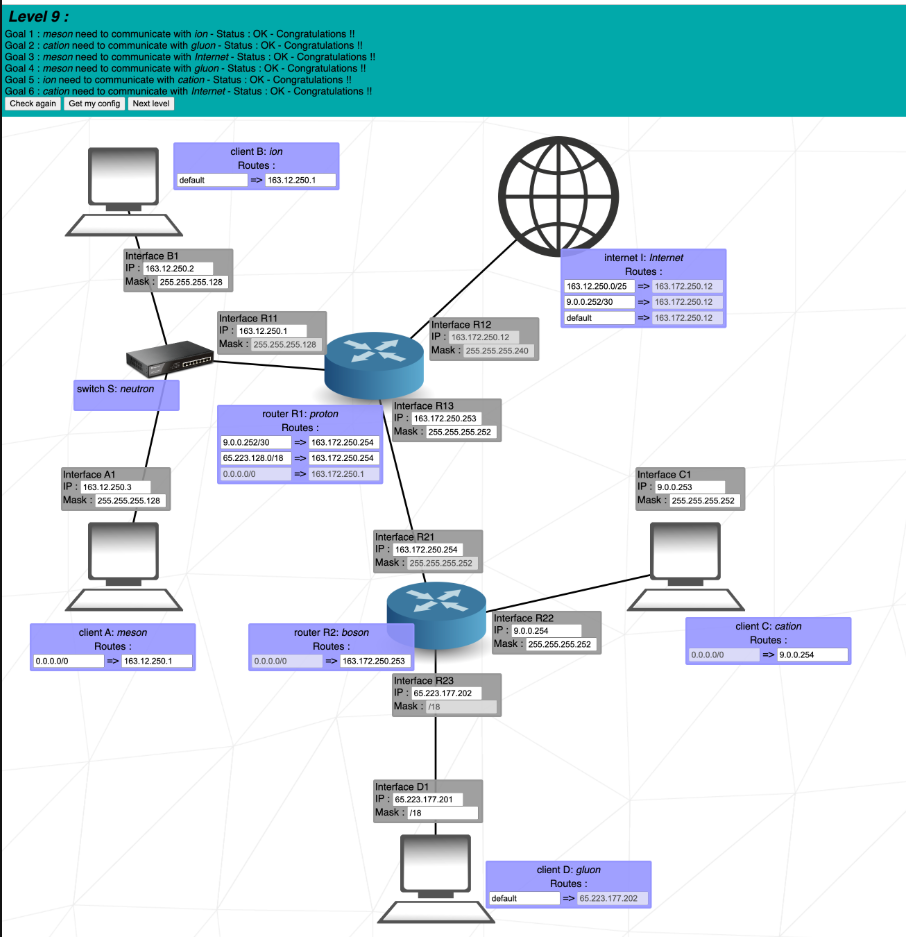 Level 9 :
Goal 1 : meson need to communicate with ion - Status : OK - Congratulations !!
Goal 2 : cation need to communicate with gluon - Status : OK - Congratulations !!
Goal 3 : meson need to communicate with Internet - Status : OK - Congratulations !!
Goal 4 : meson need to communicate with gluon - Status : OK - Congratulations !!
Goal 5 : ion need to communicate with cation - Status : OK - Congratulations !!
Goal 6 : cation need to communicate with Internet - Status : OK - Congratulations !!
Check again Get my config Next level
client B: ion
Routes :
default => 163.12.250.1
Interface B1
IP : 163.12.250.2
Mask : 255.255.255.128
internet I: Internet
Routes :
163.12.250.0/25 => 163.172.250.12
9.0.0.252/30 => 163.172.250.12
default => 163.172.250.12
Interface R11
IP : 163.12.250.1
Mask : 255.255.255.128
Interface R12
IP : 163.172.250.12
Mask : 255.255.255.240
switch S: neutron
router R1: proton
Routes :
9.0.0.252/30 => 163.172.250.254
65.223.128.0/18 => 163.172.250.254
0.0.0.0/0 => 163.172.250.1
Interface R13
IP : 163.172.250.253
Mask : 255.255.255.252
Interface A1
IP : 163.12.250.3
Mask : 255.255.255.128
Interface C1
IP : 9.0.0.253
Mask : 255.255.255.252
Interface R21
IP : 163.172.250.254
Mask : 255.255.255.252
client A: meson
Routes :
0.0.0.0/0 => 163.12.250.1
router R2: boson
Routes :
0.0.0.0/0 => 163.172.250.253
Interface R22
IP : 9.0.0.254
Mask : 255.255.255.252
client C: cation
Routes :
0.0.0.0/0 => 9.0.0.254
Interface R23
IP : 65.223.177.202
Mask : /18
Interface D1
IP : 65.223.177.201
Mask : /18
client D: gluon
Routes :
default => 65.223.177.202